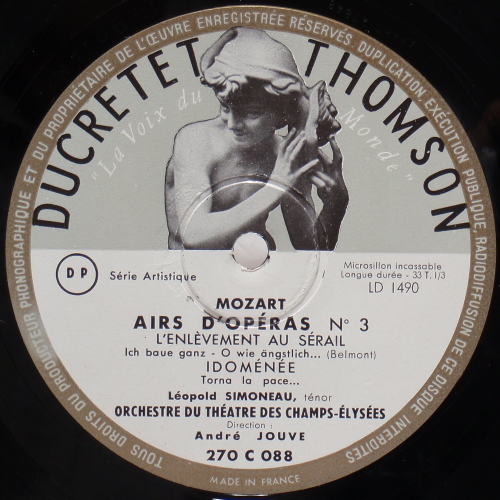 TOUS DROITS DU PRODUCTEUR PHONOGRAPHIQUE ET DU PROPRIÉTAIRE DE L'ŒUVRE ENREGISTRÉE RÉSERVÉS. DUPLICATION EXÉCUTION PUBLIQUE, RADIODIFFUSION DE CE DISQUE INTERDITES
DUCRETET THOMSON
"La Voix du Monde"
DP
Série Artistique
Microsillon incassable
Longue durée - 33 T. 1/3
LD 1490
MOZART
AIRS D'OPÉRAS N° 3
L'ENLÈVEMENT AU SÉRAIL
Ich baue ganz - O wie ängstlich... (Belmont)
IDOMÉNÉE
Torna la pace...
Léopold SIMONEAU, ténor
ORCHESTRE DU THÉATRE DES CHAMPS-ÉLYSÉES
Direction :
André JOUVE
270 C 088
MADE IN FRANCE